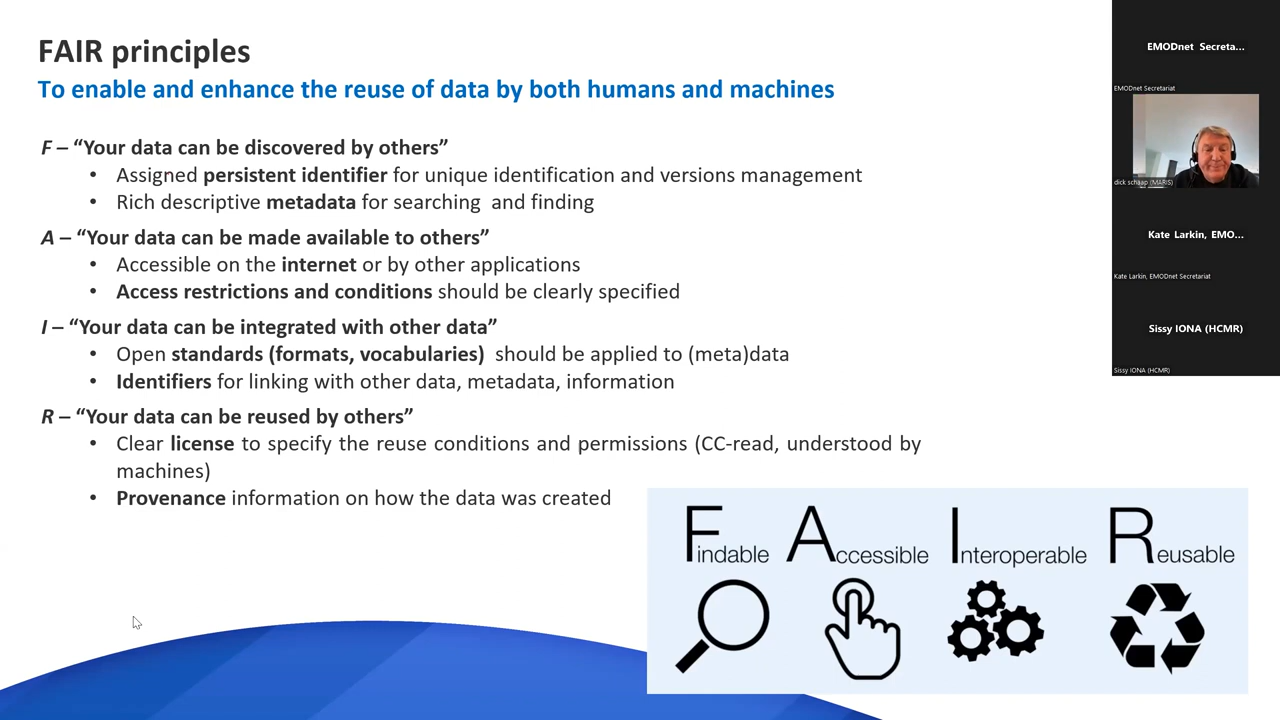 FAIR principles
To enable and enhance the reuse of data by both humans and machines
F – “Your data can be discovered by others”
• Assigned persistent identifier for unique identification and versions management
• Rich descriptive metadata for searching and finding
A – “Your data can be made available to others”
• Accessible on the internet or by other applications
• Access restrictions and conditions should be clearly specified
I – “Your data can be integrated with other data”
• Open standards (formats, vocabularies) should be applied to (meta)data
• Identifiers for linking with other data, metadata, information
R – “Your data can be reused by others”
• Clear license to specify the reuse conditions and permissions (CC-read, understood by
machines)
• Provenance information on how the data was created
Findable Accessible Interoperable Reusable
EMODnet Secreta...
EMODnet Secretariat
dick schaap (MARIS)
Kate Larkin, EMO...
Kate Larkin, EMODnet Secretariat
Sissy IONA (HCMR)
Sissy IONA (HCMR)